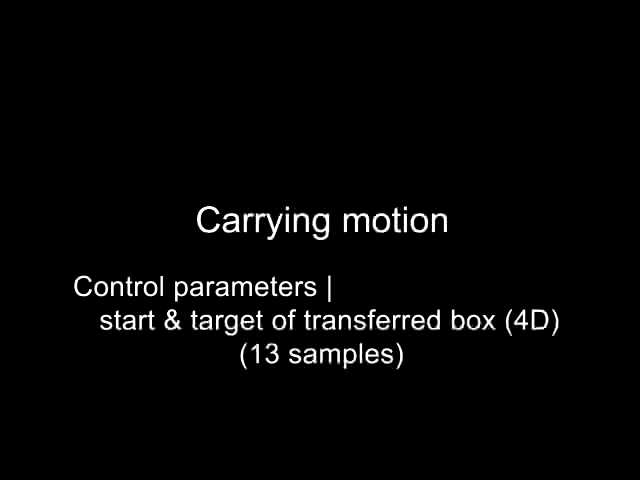 Carrying motion
Control parameters |
start & target of transferred box (4D)
(13 samples)